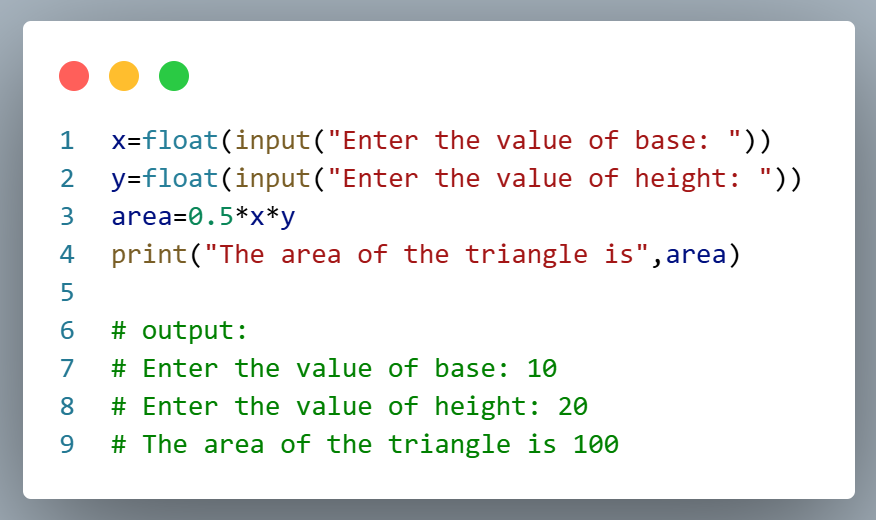 1 x=float(input("Enter the value of base: "))
2 y=float(input("Enter the value of height: "))
3 area=0.5*x*y
4 print("The area of the triangle is",area)
5
6 # output:
7 # Enter the value of base: 10
8 # Enter the value of height: 20
9 # The area of the triangle is 100